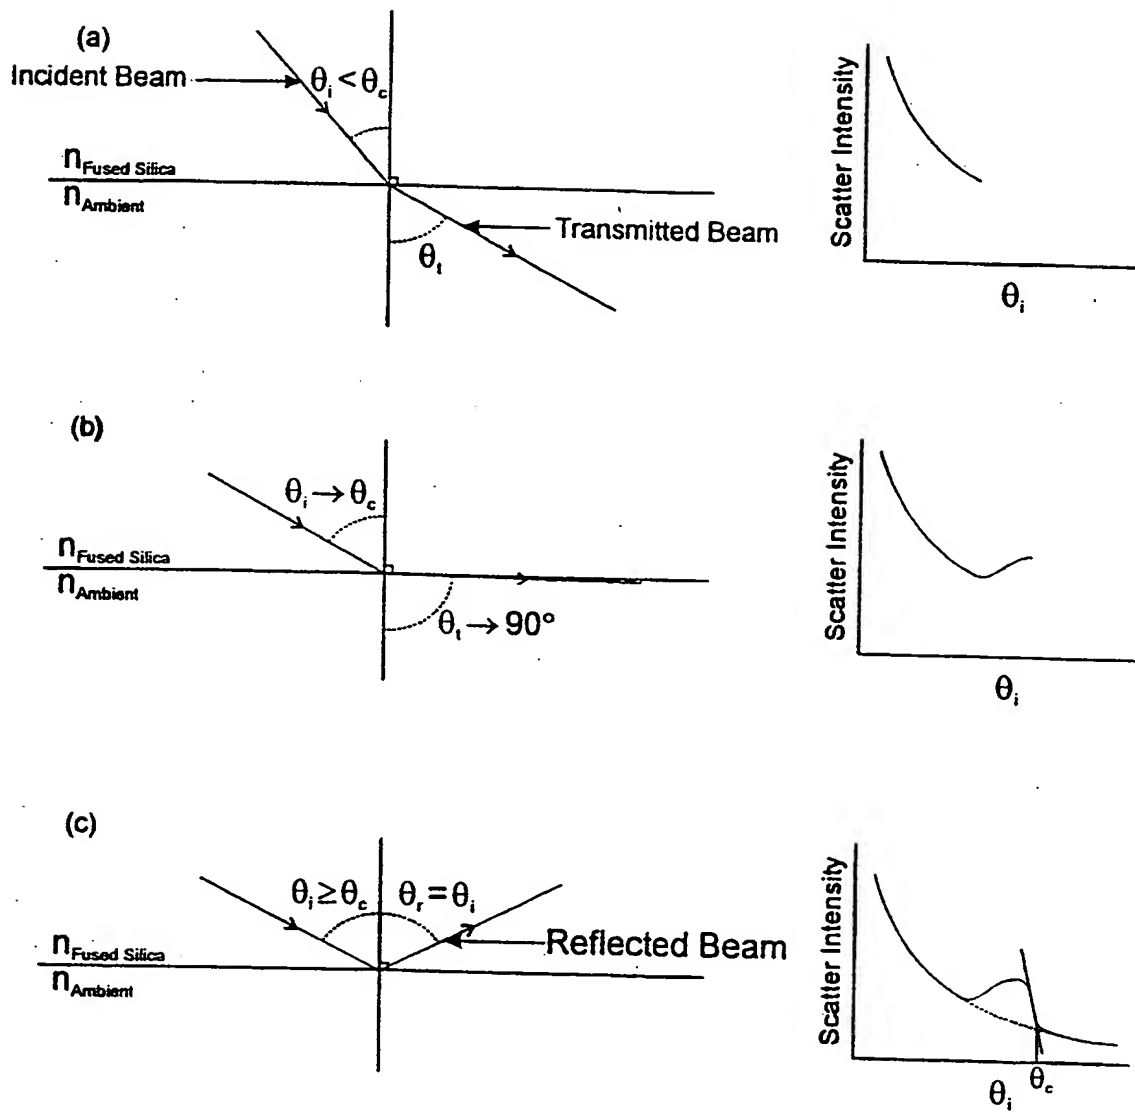 (a)
Incident Beam
θi < θc
nFused Silica
nAmbient
Transmitted Beam
θt
Scatter Intensity
θi
(b)
θi → θc
nFused Silica
nAmbient
θt → 90°
Scatter Intensity
θi
(c)
θi ≥ θc
θr = θi
nFused Silica
nAmbient
Reflected Beam
Scatter Intensity
θc
θi